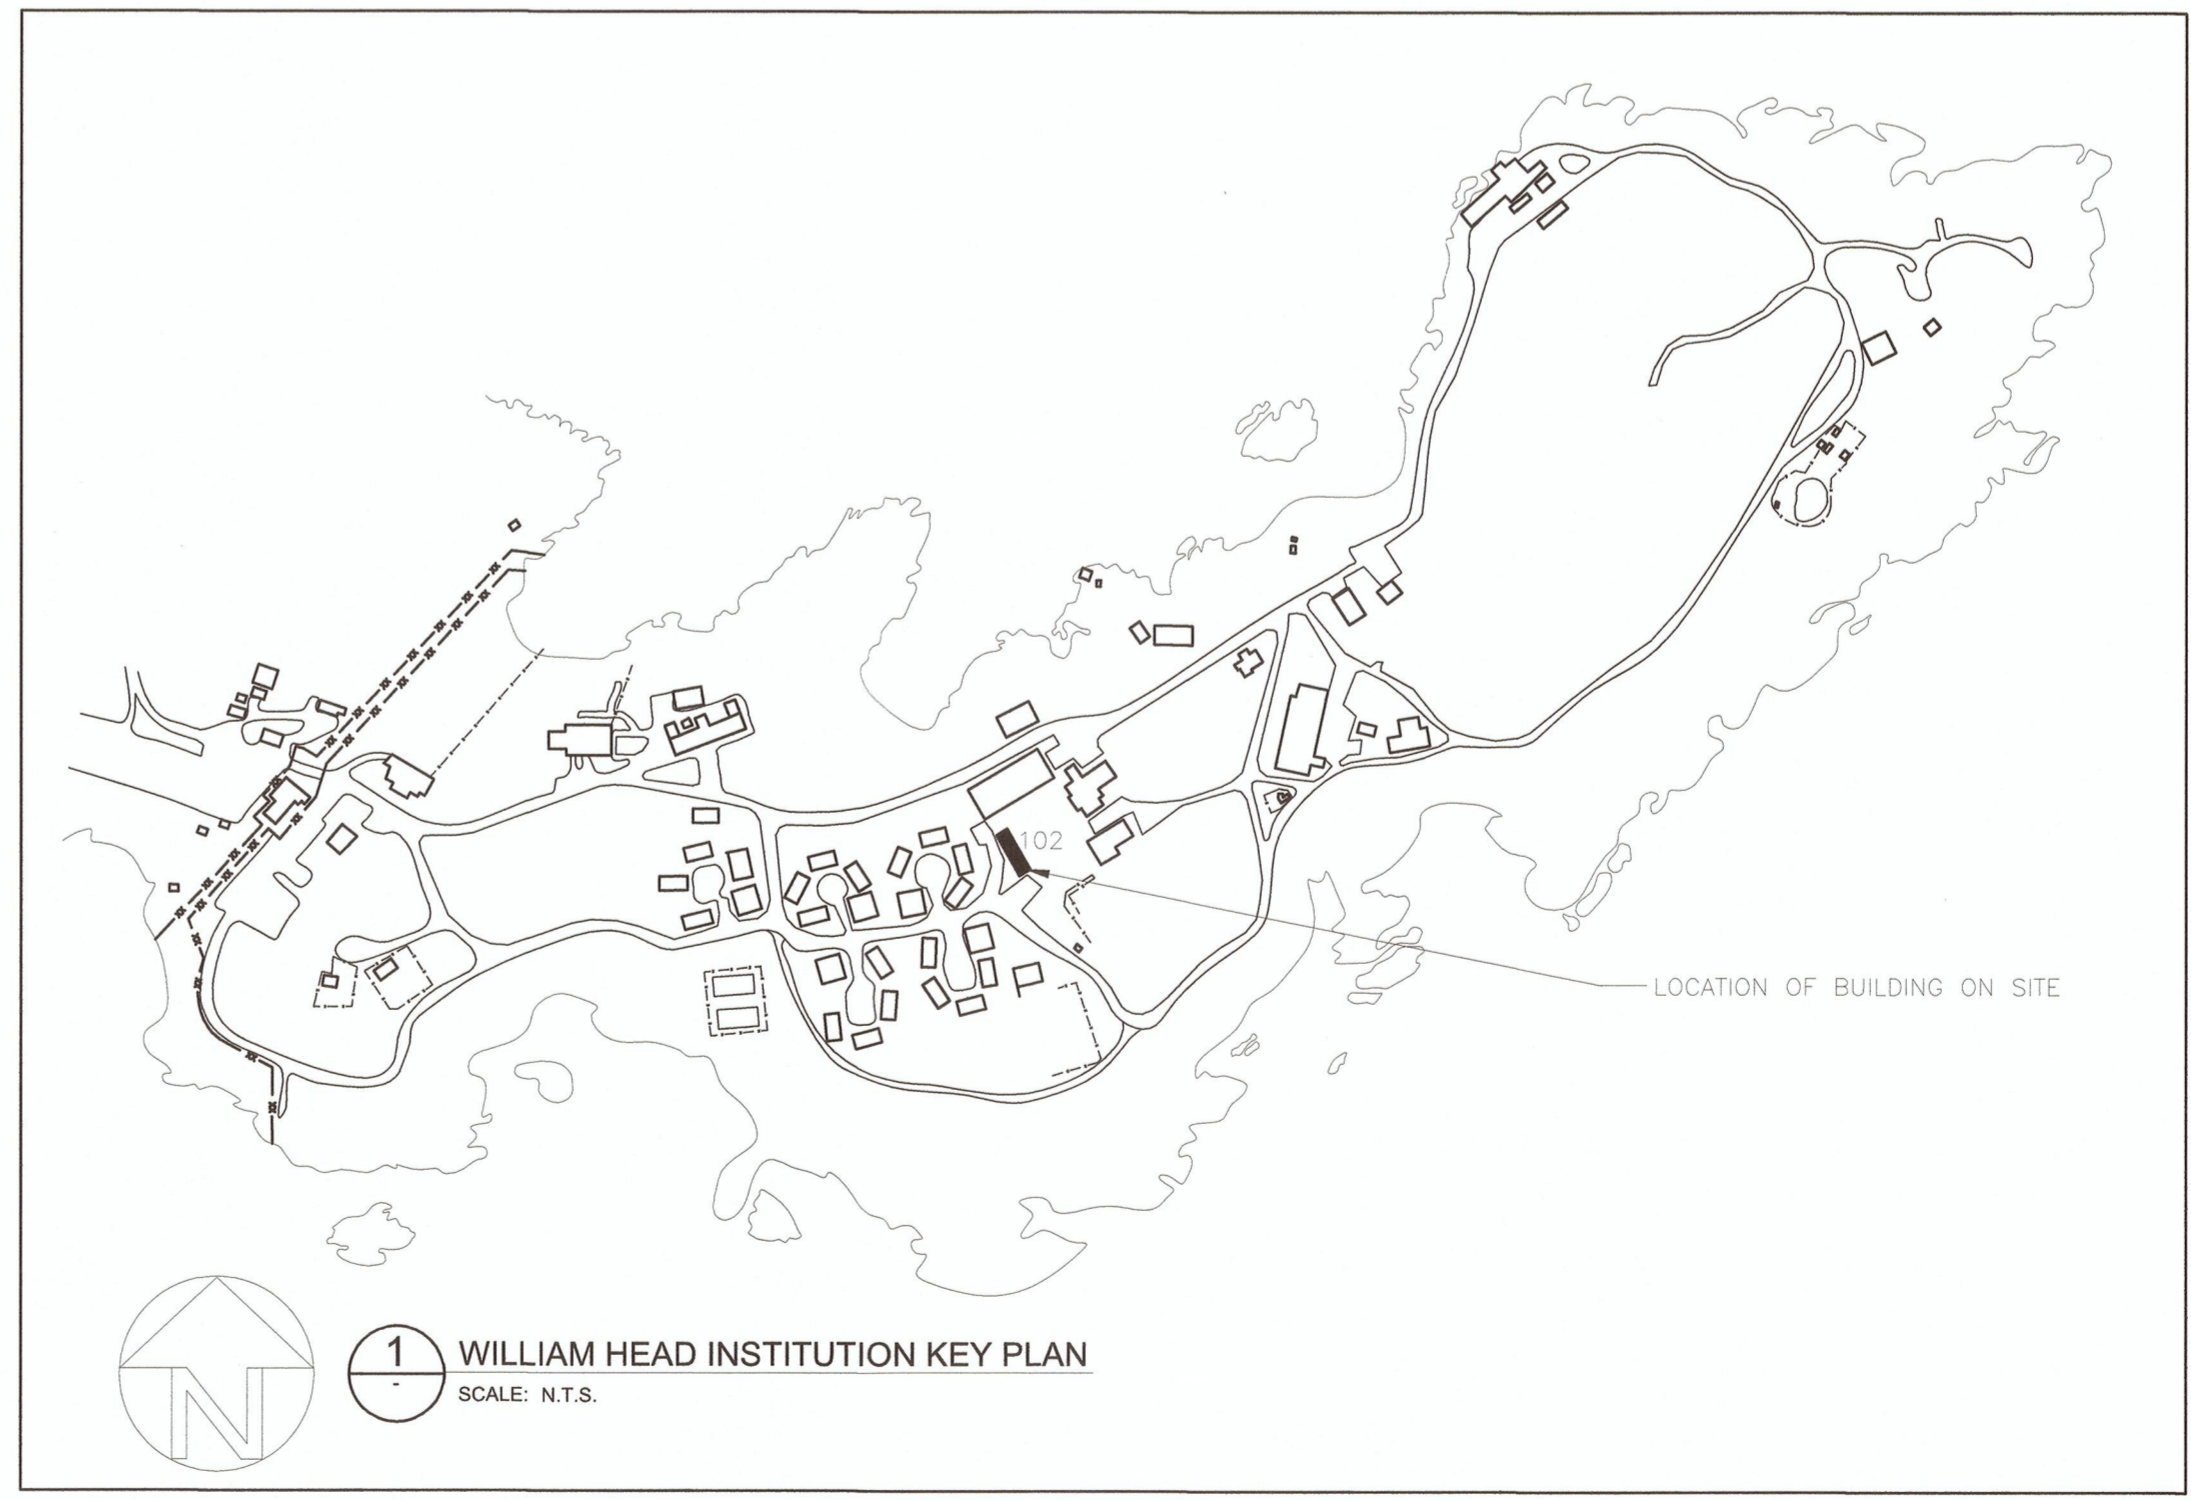 102
LOCATION OF BUILDING ON SITE
N
1
-
WILLIAM HEAD INSTITUTION KEY PLAN
SCALE: N.T.S.